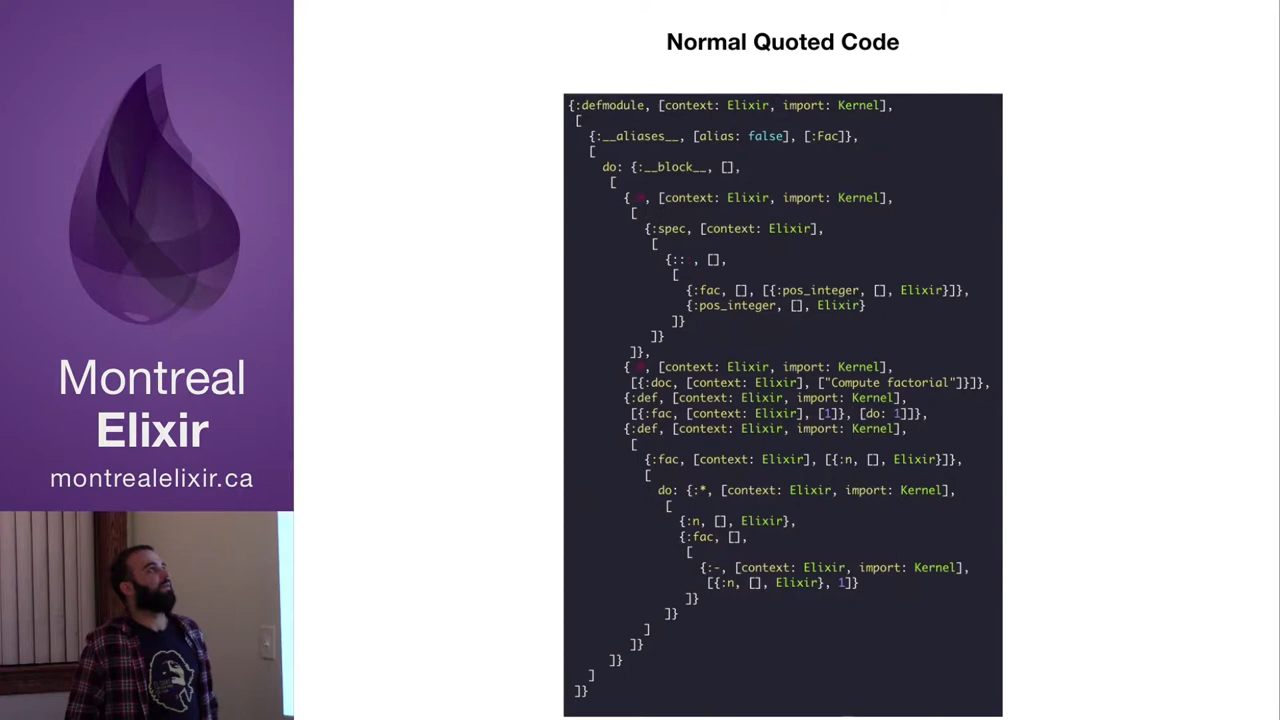 Normal Quoted Code
{:defmodule, [context: Elixir, import: Kernel],
[
{:__aliases__, [alias: false], [:Fac]},
[
do: {:__block__, [],
[
{ , [context: Elixir, import: Kernel],
[
{:spec, [context: Elixir],
[
{:: , [],
[
{:fac, [], [{:pos_integer, [], Elixir}]},
{:pos_integer, [], Elixir}
]}
]}
]},
{ , [context: Elixir, import: Kernel],
[{:doc, [context: Elixir], ["Compute factorial"]}]},
{:def, [context: Elixir, import: Kernel],
[{:fac, [context: Elixir], [1]}, [do: 1]]},
{:def, [context: Elixir, import: Kernel],
[
{:fac, [context: Elixir], [{:n, [], Elixir}]},
[
do: {:*, [context: Elixir, import: Kernel],
[
{:n, [], Elixir},
{:fac, [],
[
{:-, [context: Elixir, import: Kernel],
[{:n, [], Elixir}, 1]}
]}
]}
]
]}
]}
]
]}
Montreal
Elixir
montrealelixir.ca